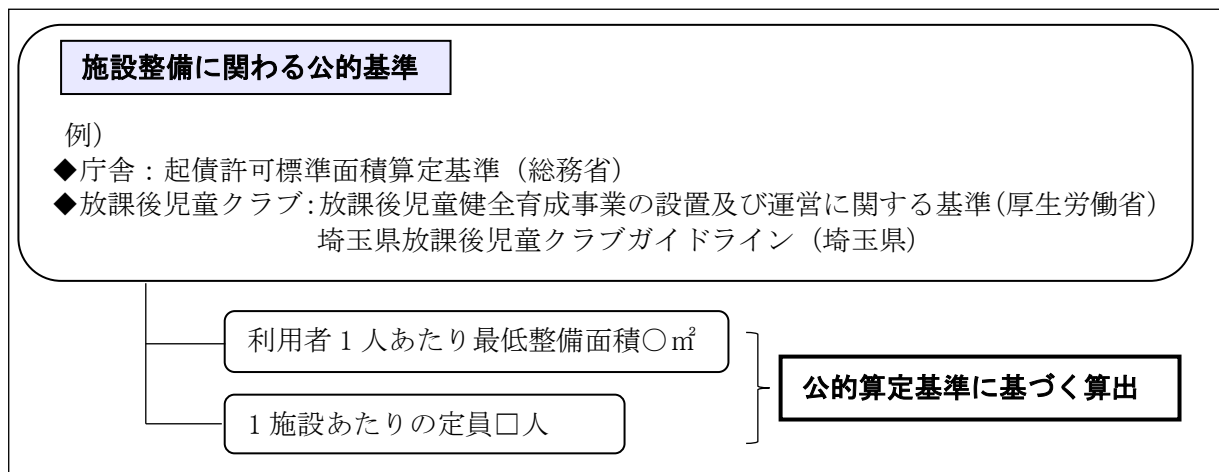 施設整備に関わる公的基準
例）
◆庁舎：起債許可標準面積算定基準（総務省）
◆放課後児童クラブ：放課後児童健全育成事業の設置及び運営に関する基準（厚生労働省）
埼玉県放課後児童クラブガイドライン（埼玉県）
利用者１人あたり最低整備面積○㎡
１施設あたりの定員□人
公的算定基準に基づく算出